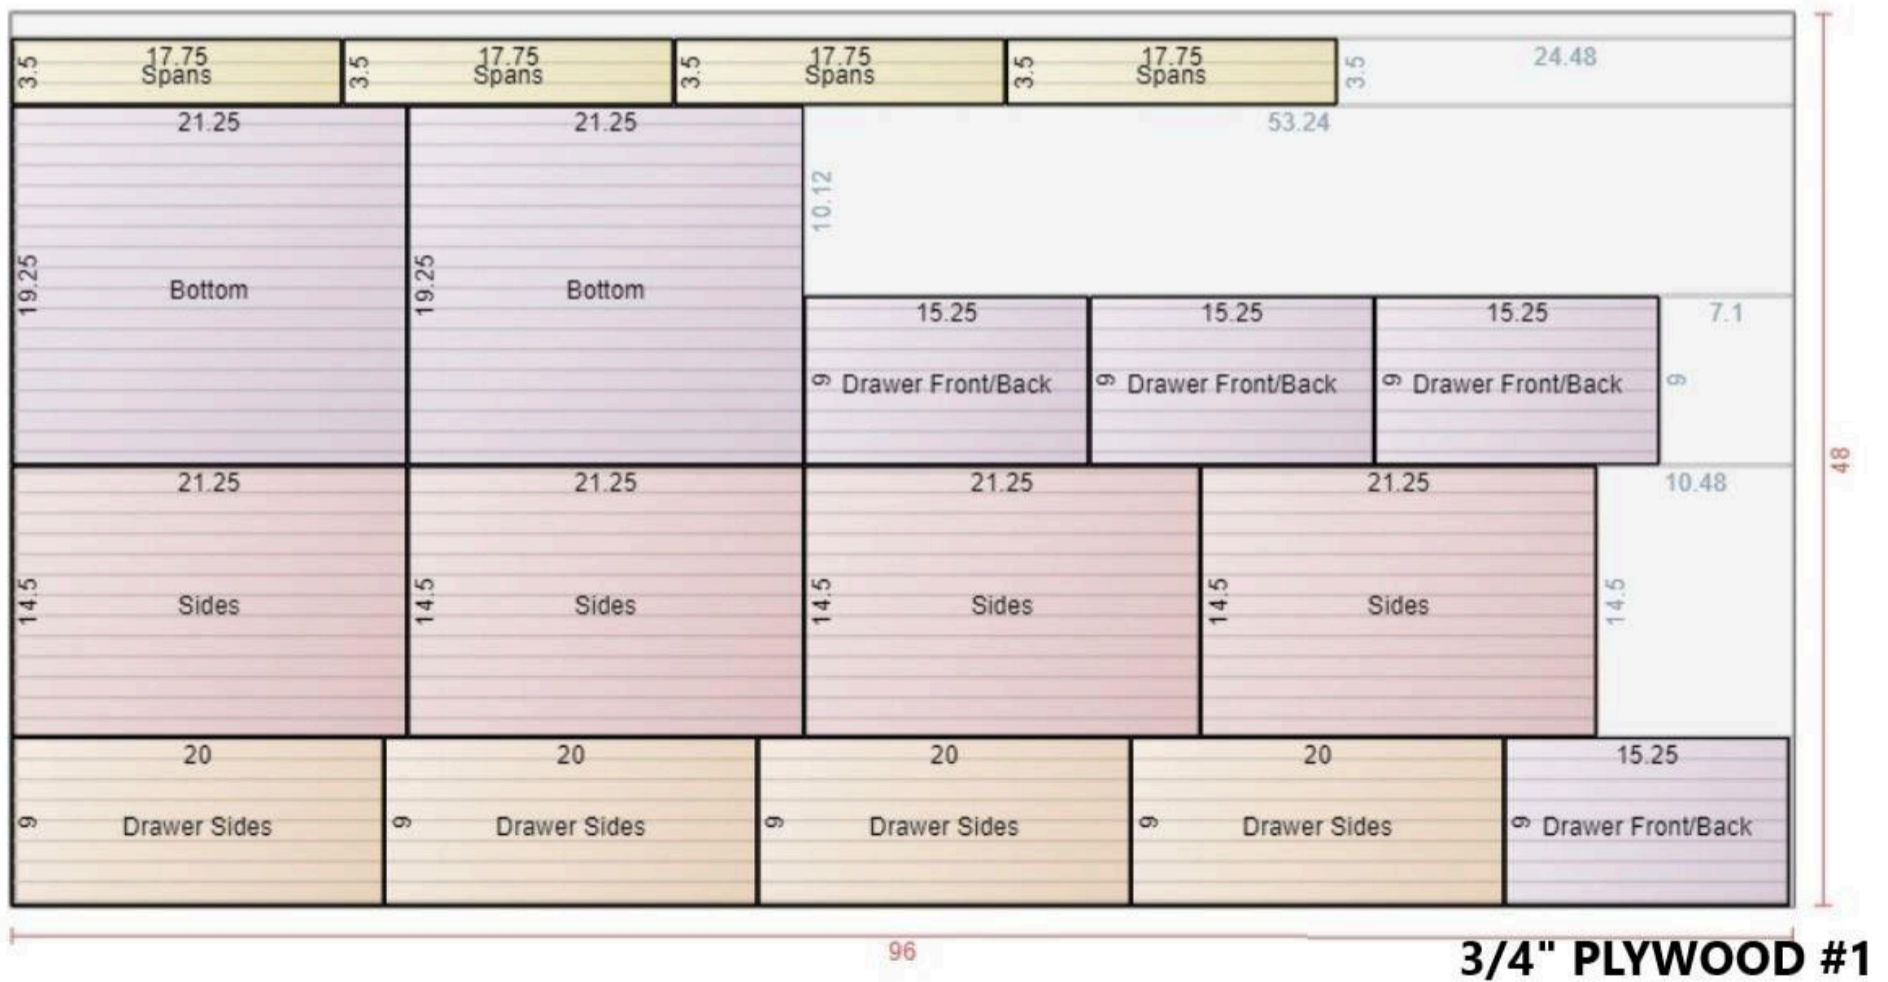 17.75 17.75 17.75 17.75 24.48
3.5 Spans 3.5 Spans 3.5 Spans 3.5 Spans 3.5
21.25 21.25 53.24
10.12
19.25 Bottom 19.25 Bottom
15.25 15.25 15.25 7.1
9 Drawer Front/Back 9 Drawer Front/Back 9 Drawer Front/Back 9
48
21.25 21.25 21.25 21.25 10.48
14.5 Sides 14.5 Sides 14.5 Sides 14.5 Sides 14.5
20 20 20 20 15.25
9 Drawer Sides 9 Drawer Sides 9 Drawer Sides 9 Drawer Sides 9 Drawer Front/Back
96
3/4" PLYWOOD #1